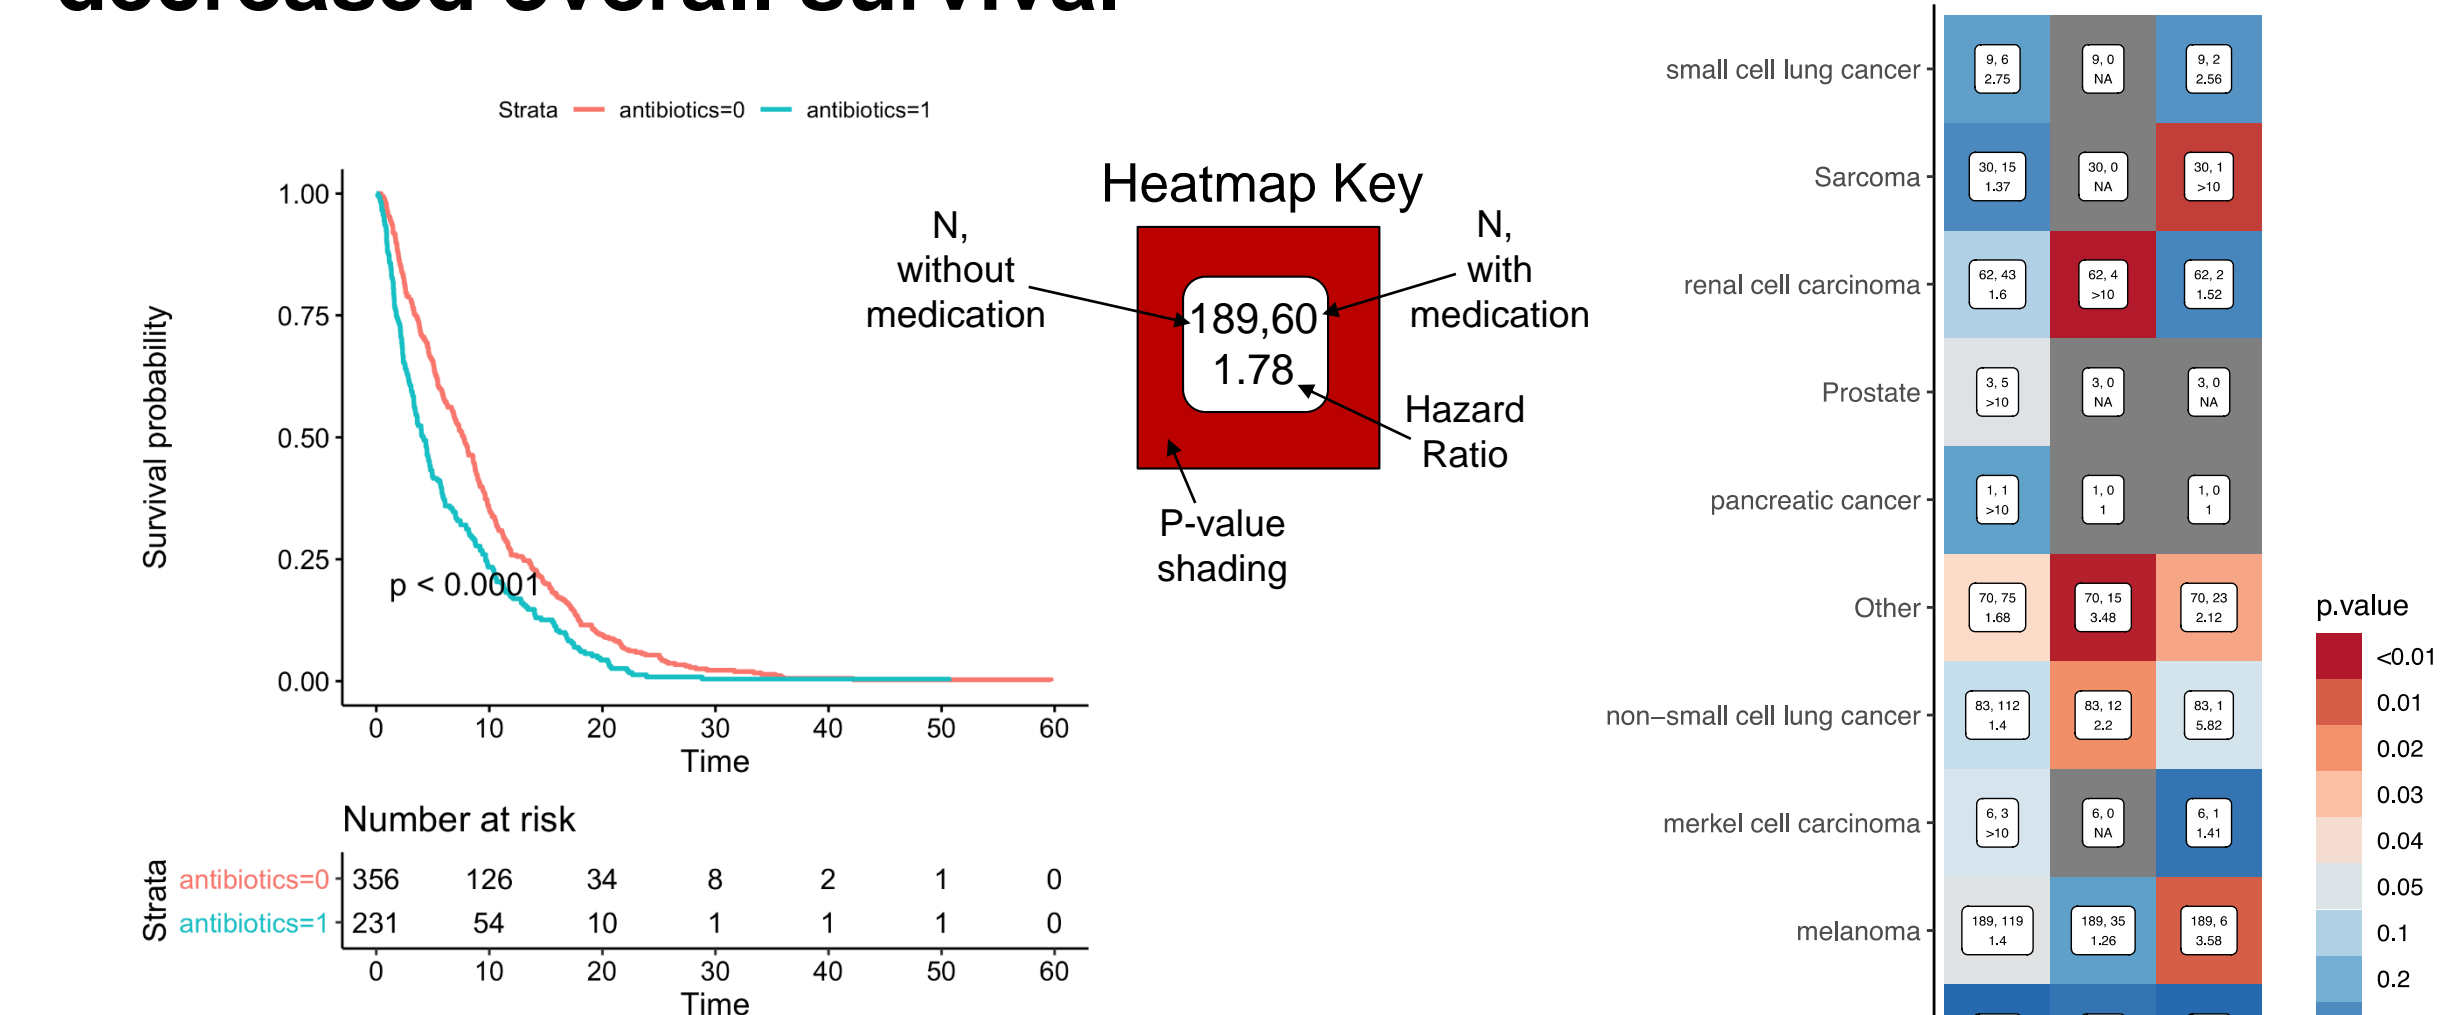 decreased overall survival
Strata antibiotics=0 antibiotics=1
1.00
0.75
0.50
0.25
0.00
Survival probability
p < 0.0001
0 10 20 30 40 50 60
Time
Number at risk
Strata
antibiotics=0 356 126 34 8 2 1 0
antibiotics=1 231 54 10 1 1 1 0
0 10 20 30 40 50 60
Time
Heatmap Key
N,
without
medication
N,
with
medication
189,60
1.78
Hazard
Ratio
P-value
shading
small cell lung cancer
9, 6
2.75
9, 0
NA
9, 2
2.56
Sarcoma
30, 15
1.37
30, 0
NA
30, 1
>10
renal cell carcinoma
62, 43
1.6
62, 4
>10
62, 2
1.52
Prostate
3, 5
>10
3, 0
NA
3, 0
NA
pancreatic cancer
1, 1
>10
1, 0
1
1, 0
1
Other
70, 75
1.68
70, 15
3.48
70, 23
2.12
non–small cell lung cancer
83, 112
1.4
83, 12
2.2
83, 1
5.82
merkel cell carcinoma
6, 3
>10
6, 0
NA
6, 1
1.41
melanoma
189, 119
1.4
189, 35
1.26
189, 6
3.58
p.value
<0.01
0.01
0.02
0.03
0.04
0.05
0.1
0.2